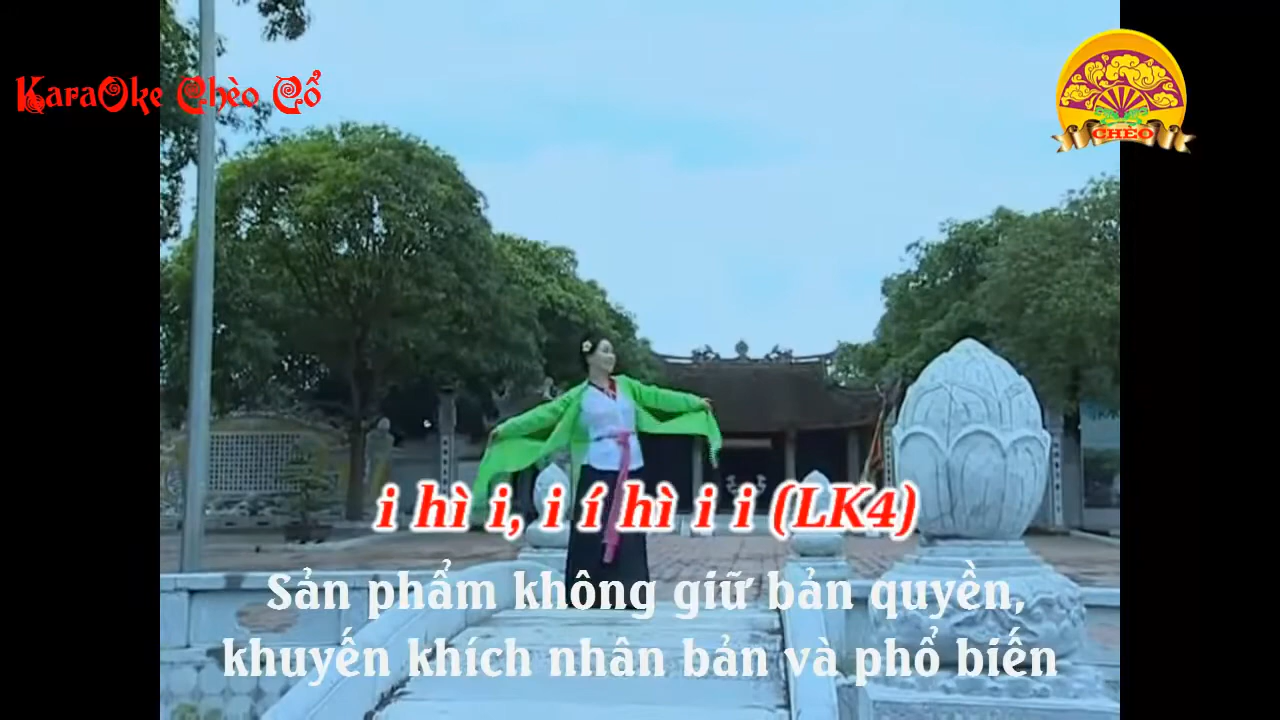 KaraOke Chèo Cổ
CHÈO
i hì i, i í hì i i (LK4)
Sản phẩm không giữ bản quyền,
khuyến khích nhân bản và phổ biến